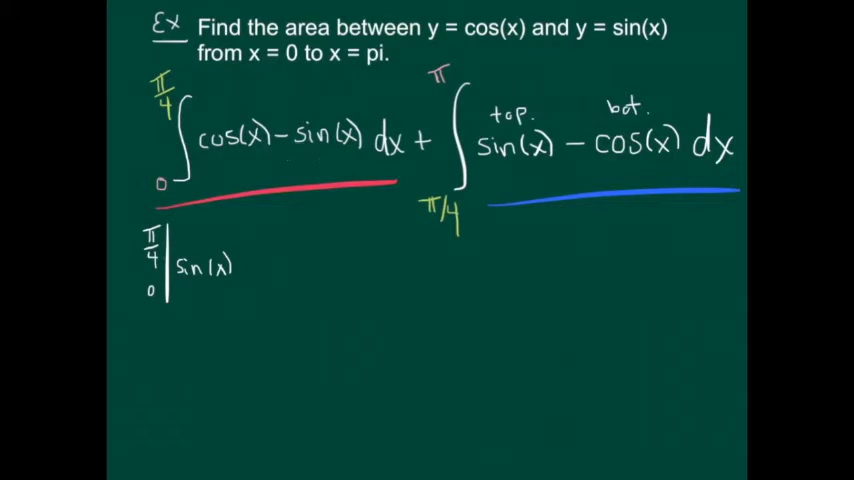 Ex Find the area between y = cos(x) and y = sin(x)
from x = 0 to x = pi.
π/4 π
top. bot.
∫ cos(x) - sin(x) dx + ∫ sin(x) - cos(x) dx
0 π/4
π/4
| sin(x)
0